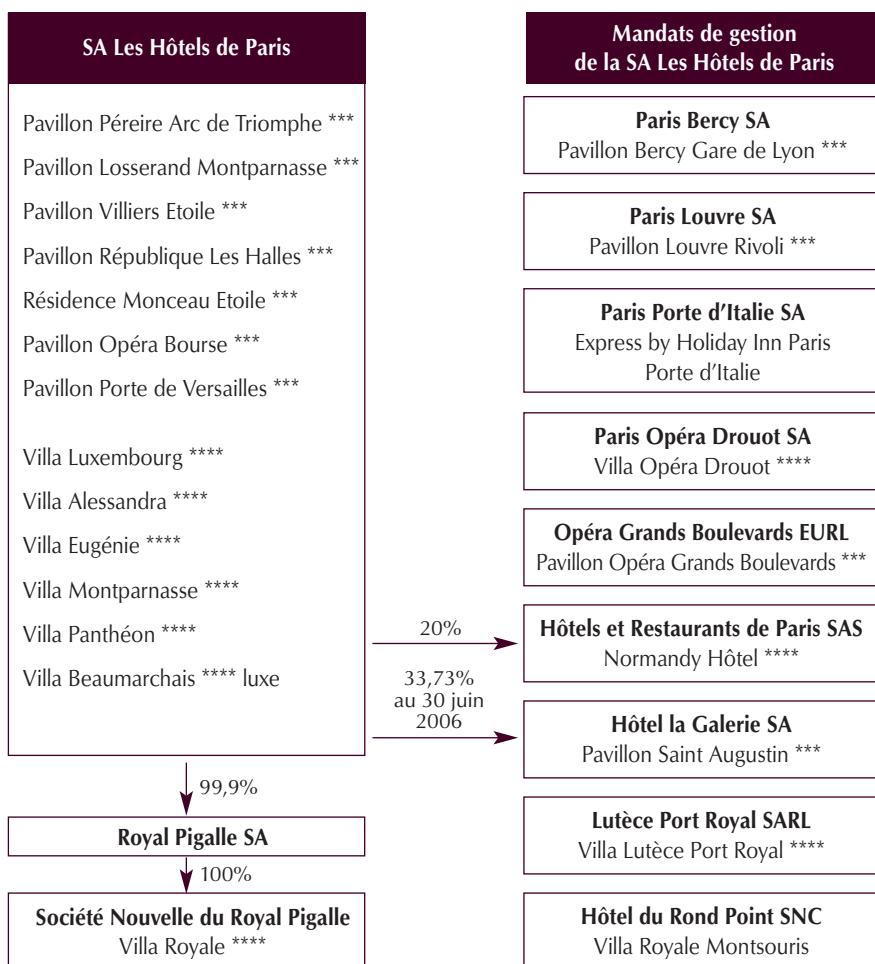 SA Les Hôtels de Paris
Pavillon Péreire Arc de Triomphe ***
Pavillon Losserand Montparnasse ***
Pavillon Villiers Etoile ***
Pavillon République Les Halles ***
Résidence Monceau Etoile ***
Pavillon Opéra Bourse ***
Pavillon Porte de Versailles ***
Villa Luxembourg ****
Villa Alessandra ****
Villa Eugénie ****
Villa Montparnasse ****
Villa Panthéon ****
Villa Beaumarchais **** luxe
99,9%
Royal Pigalle SA
100%
Société Nouvelle du Royal Pigalle
Villa Royale ****
20%
33,73%
au 30 juin
2006
Mandats de gestion
de la SA Les Hôtels de Paris
Paris Bercy SA
Pavillon Bercy Gare de Lyon ***
Paris Louvre SA
Pavillon Louvre Rivoli ***
Paris Porte d’Italie SA
Express by Holiday Inn Paris
Porte d’Italie
Paris Opéra Drouot SA
Villa Opéra Drouot ****
Opéra Grands Boulevards EURL
Pavillon Opéra Grands Boulevards ***
Hôtels et Restaurants de Paris SAS
Normandy Hôtel ****
Hôtel la Galerie SA
Pavillon Saint Augustin ***
Lutèce Port Royal SARL
Villa Lutèce Port Royal ****
Hôtel du Rond Point SNC
Villa Royale Montsouris